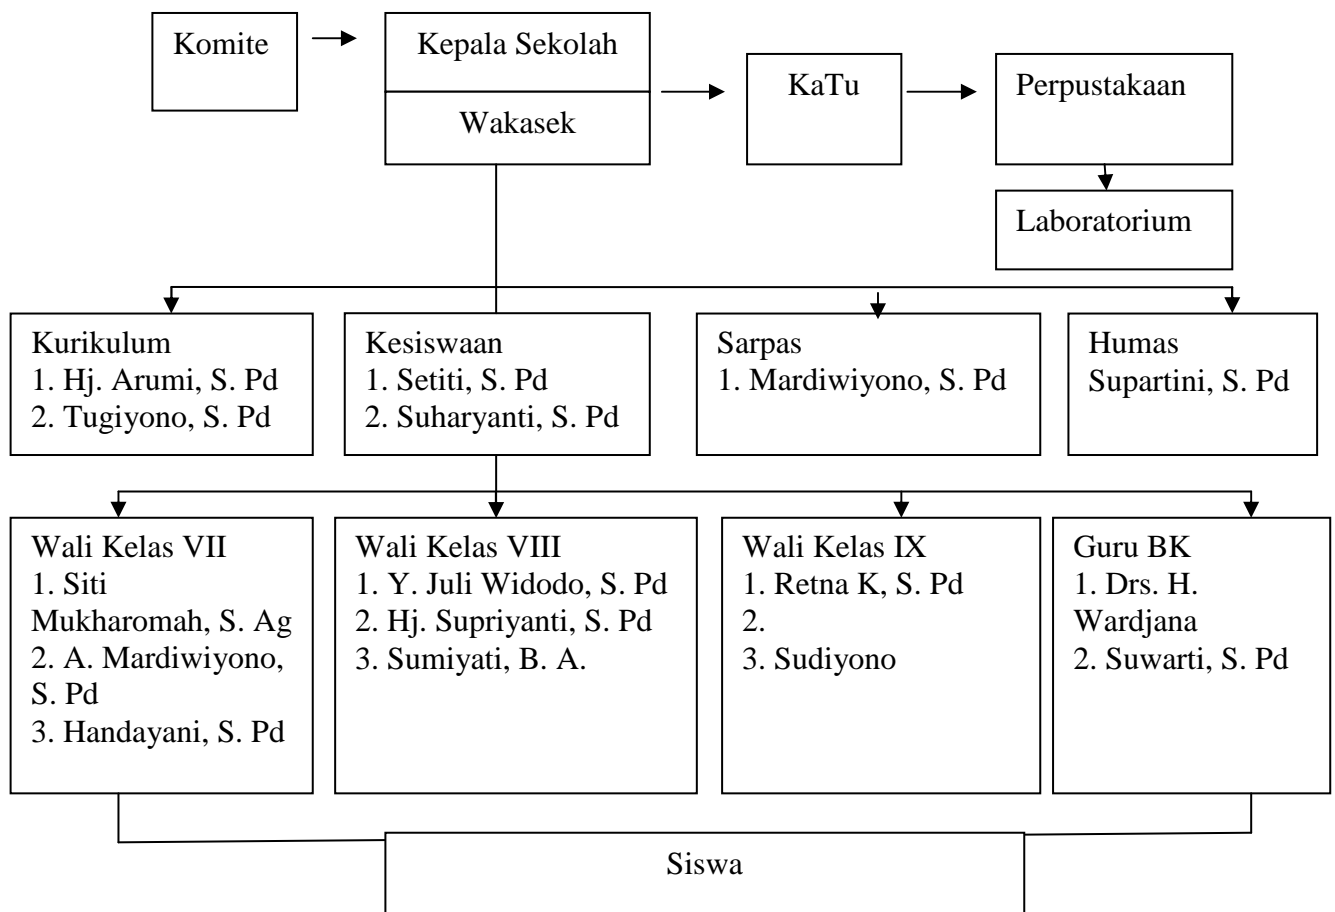 Komite
Kepala Sekolah
Wakasek
KaTu
Perpustakaan
Laboratorium
Kurikulum
1. Hj. Arumi, S. Pd
2. Tugiyono, S. Pd
Kesiswaan
1. Setiti, S. Pd
2. Suharyanti, S. Pd
Sarpas
1. Mardiwiyono, S. Pd
Humas
Supartini, S. Pd
Wali Kelas VII
1. Siti
Mukharomah, S. Ag
2. A. Mardiwiyono,
S. Pd
3. Handayani, S. Pd
Wali Kelas VIII
1. Y. Juli Widodo, S. Pd
2. Hj. Supriyanti, S. Pd
3. Sumiyati, B. A.
Wali Kelas IX
1. Retna K, S. Pd
2.
3. Sudiyono
Guru BK
1. Drs. H.
Wardjana
2. Suwarti, S. Pd
Siswa